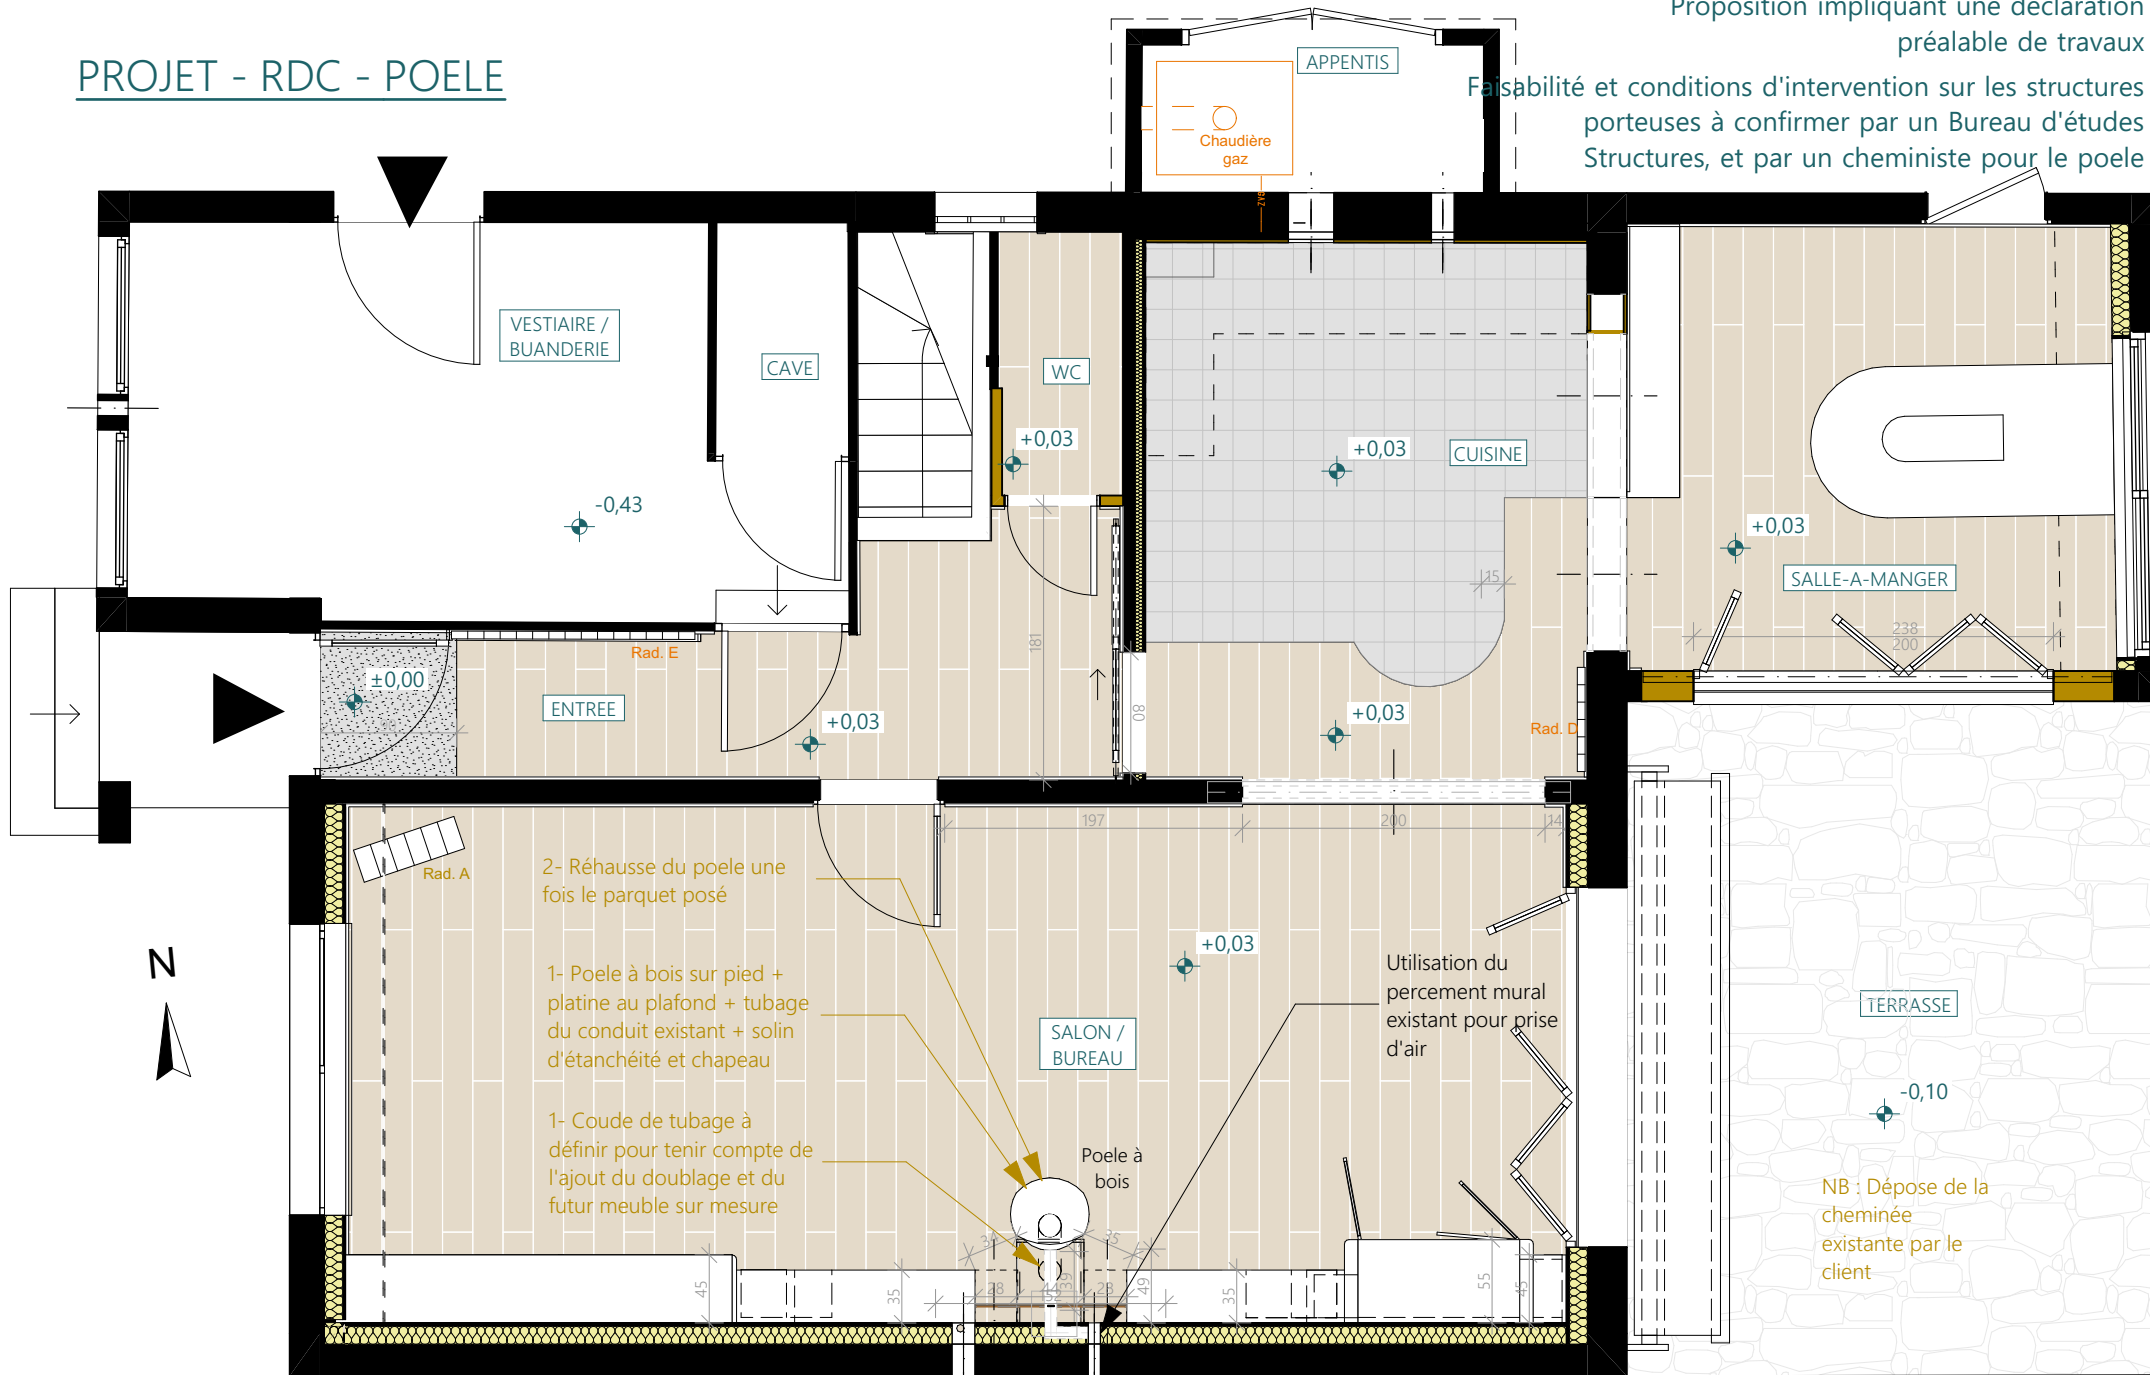 PROJET - RDC - POELE
Proposition impliquant une déclaration
préalable de travaux
Faisabilité et conditions d'intervention sur les structures
porteuses à confirmer par un Bureau d'études
Structures, et par un cheministe pour le poele
APPENTIS
Chaudière
gaz
GAZ
VESTIAIRE /
BUANDERIE
CAVE
WC
+0,03
+0,03
CUISINE
-0,43
+0,03
SALLE-A-MANGER
15
238
200
181
Rad. E
±0,00
90
ENTREE
+0,03
80
+0,03
Rad. D
197
200
14
Rad. A
2- Réhausse du poele une
fois le parquet posé
+0,03
Utilisation du
percement mural
existant pour prise
d'air
1- Poele à bois sur pied +
platine au plafond + tubage
du conduit existant + solin
d'étanchéité et chapeau
N
SALON /
BUREAU
TERRASSE
-0,10
1- Coude de tubage à
définir pour tenir compte de
l'ajout du doublage et du
futur meuble sur mesure
Poele à
bois
NB : Dépose de la
cheminée
existante par le
client
34
35
45
35
28
39
23
49
35
55
45